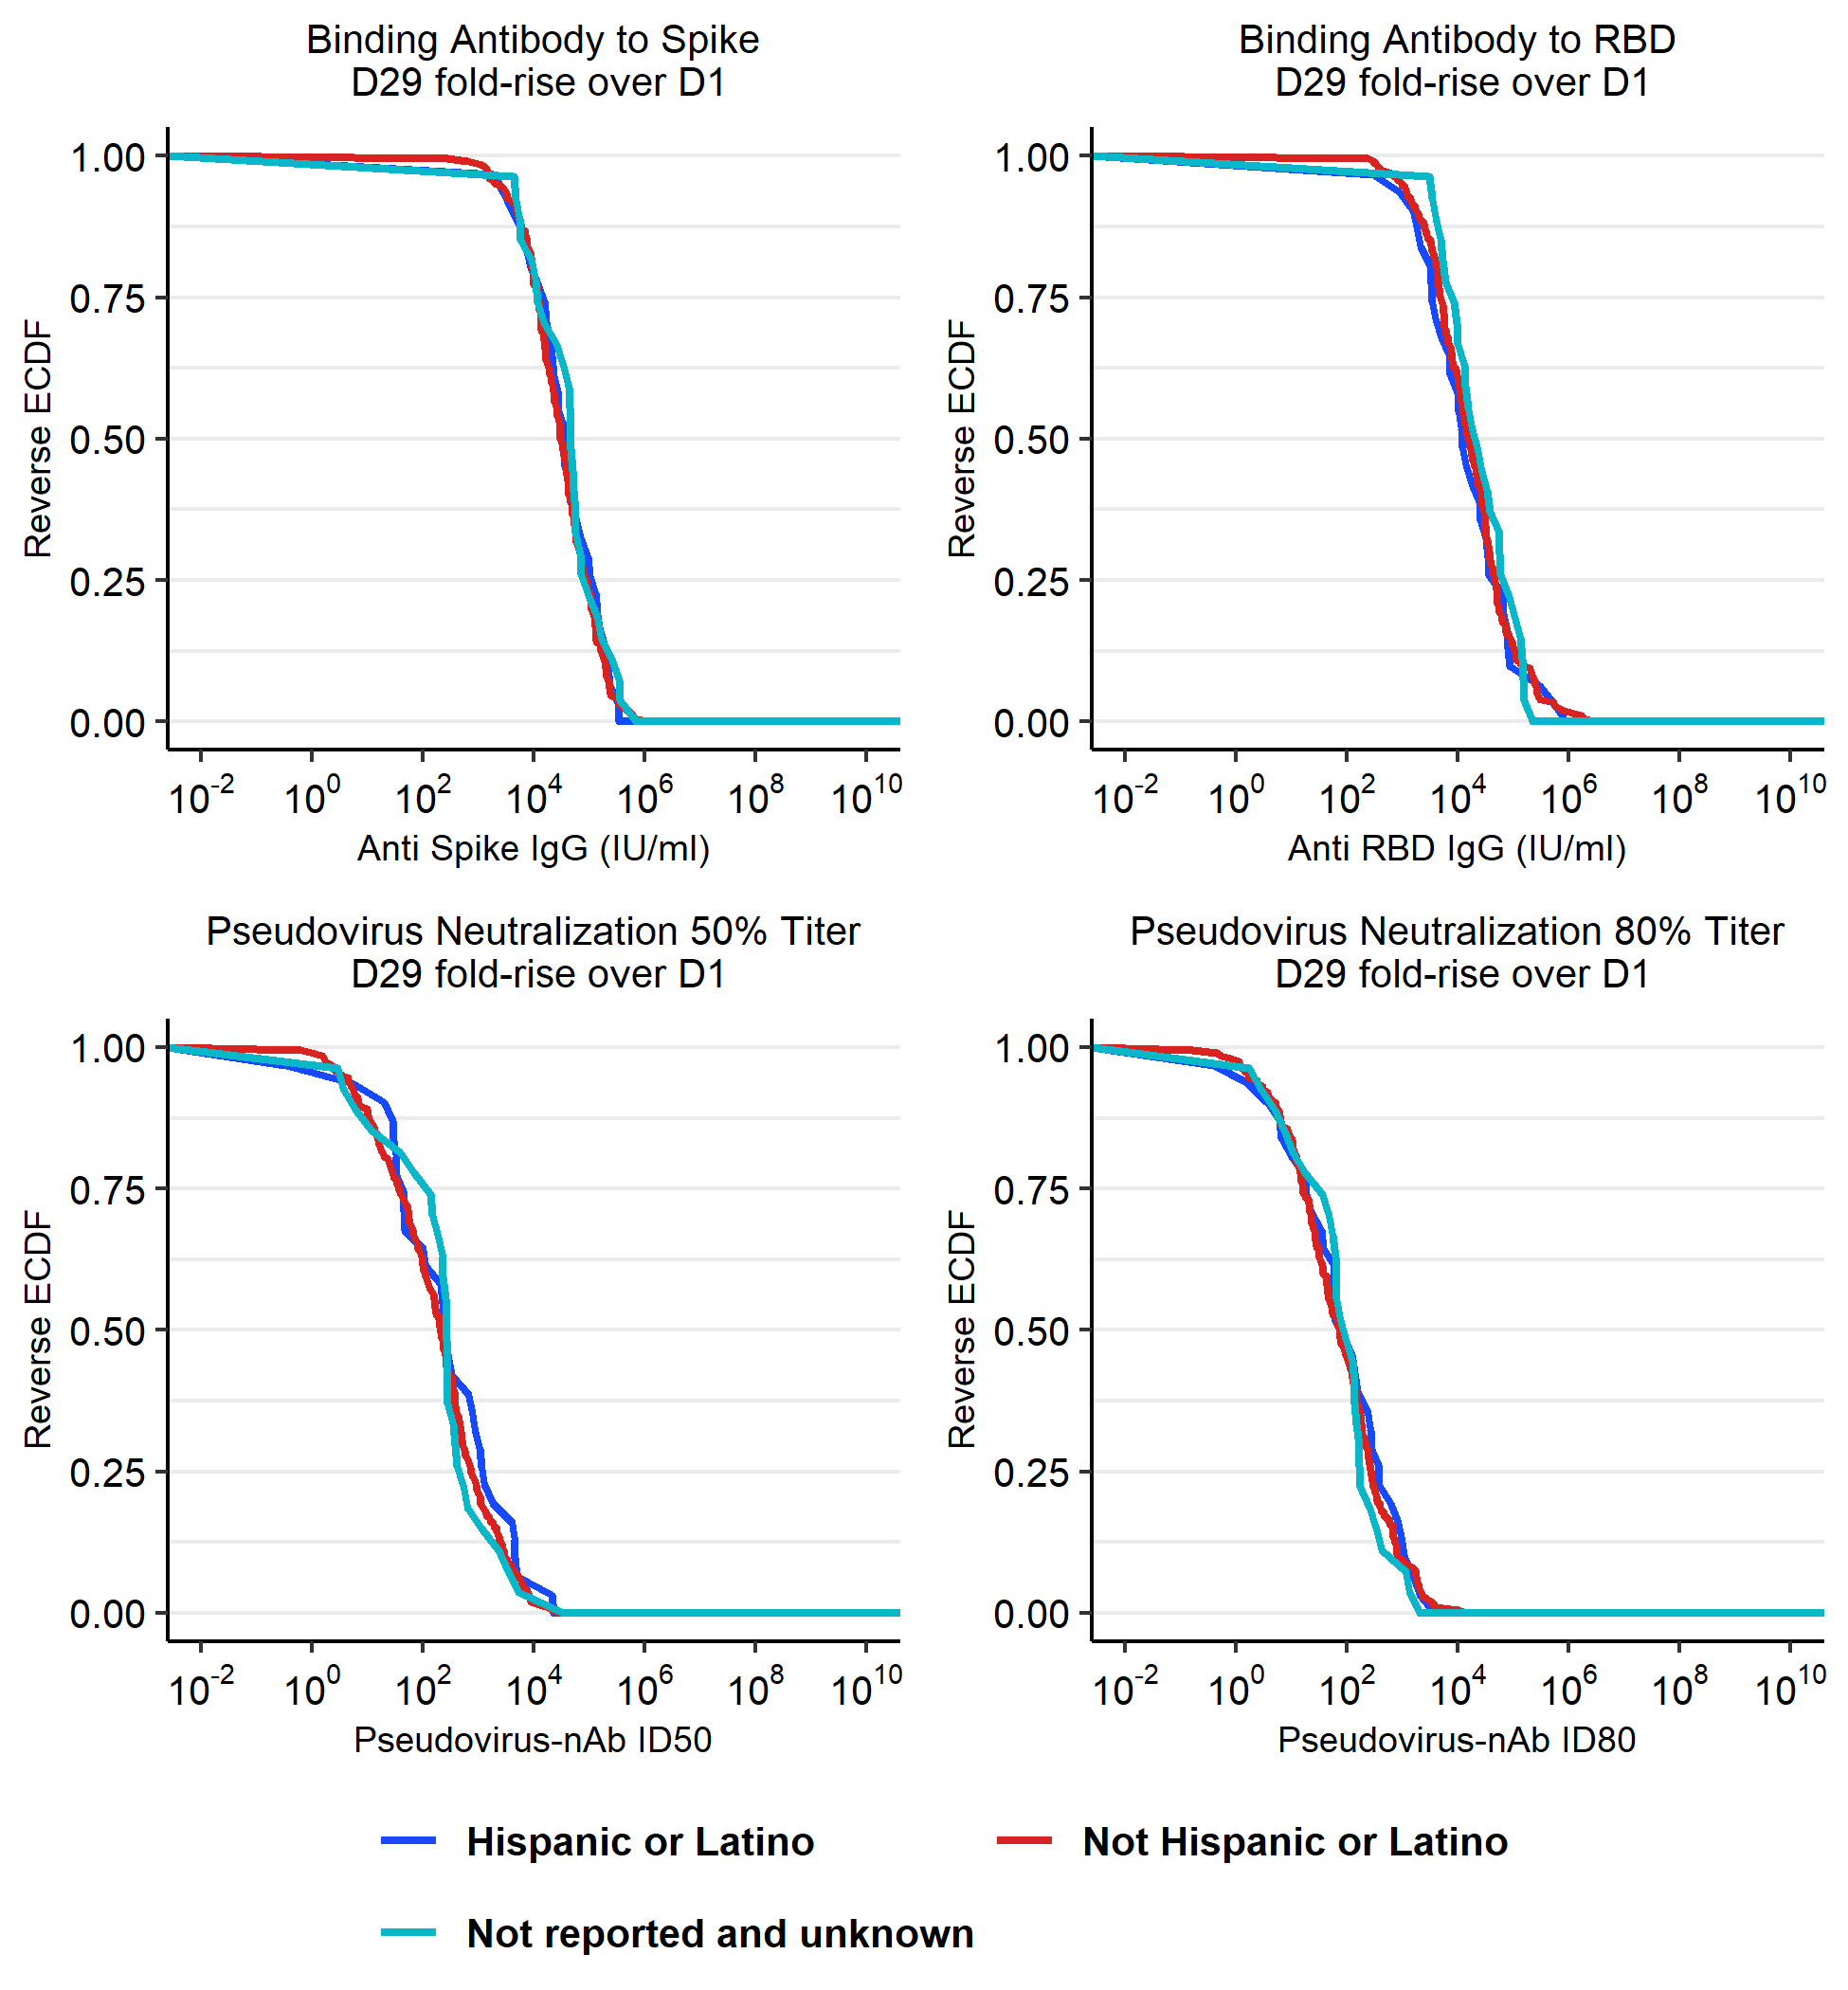 Binding Antibody to Spike
D29 fold-rise over D1
1.00
0.75
0.50
0.25
0.00
Reverse ECDF
10^-2 10^0 10^2 10^4 10^6 10^8 10^10
Anti Spike IgG (IU/ml)
Binding Antibody to RBD
D29 fold-rise over D1
1.00
0.75
0.50
0.25
0.00
Reverse ECDF
10^-2 10^0 10^2 10^4 10^6 10^8 10^10
Anti RBD IgG (IU/ml)
Pseudovirus Neutralization 50% Titer
D29 fold-rise over D1
1.00
0.75
0.50
0.25
0.00
Reverse ECDF
10^-2 10^0 10^2 10^4 10^6 10^8 10^10
Pseudovirus-nAb ID50
Pseudovirus Neutralization 80% Titer
D29 fold-rise over D1
1.00
0.75
0.50
0.25
0.00
Reverse ECDF
10^-2 10^0 10^2 10^4 10^6 10^8 10^10
Pseudovirus-nAb ID80
Hispanic or Latino
Not Hispanic or Latino
Not reported and unknown